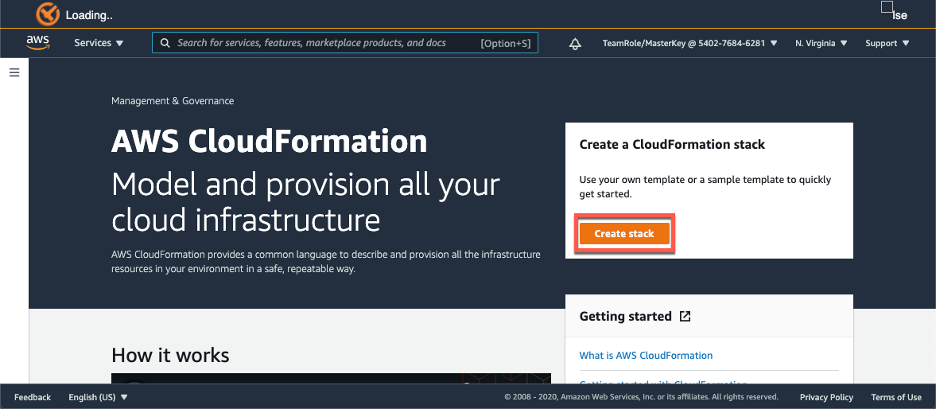 Loading..
lse
aws
Services
Search for services, features, marketplace products, and docs
[Option+S]
TeamRole/MasterKey @ 5402-7684-6281
N. Virginia
Support
Management & Governance
AWS CloudFormation
Model and provision all your
cloud infrastructure
AWS CloudFormation provides a common language to describe and provision all the infrastructure
resources in your environment in a safe, repeatable way.
Create a CloudFormation stack
Use your own template or a sample template to quickly
get started.
Create stack
Getting started
What is AWS CloudFormation
Getting started with CloudFormation
How it works
Feedback
English (US)
© 2008 - 2020, Amazon Web Services, Inc. or its affiliates. All rights reserved.
Privacy Policy
Terms of Use